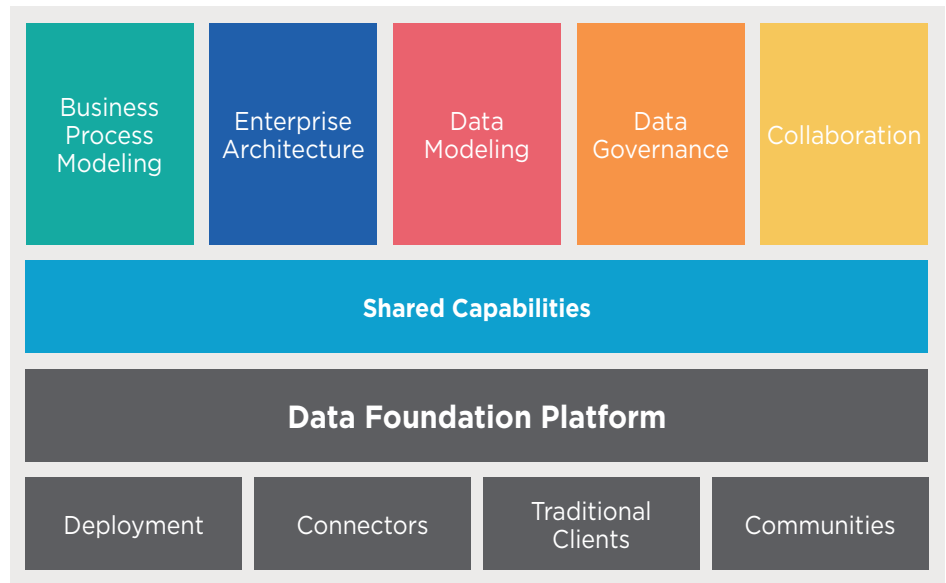 Business
Process
Modeling
Enterprise
Architecture
Data
Modeling
Data
Governance
Collaboration
Shared Capabilities
Data Foundation Platform
Deployment
Connectors
Traditional
Clients
Communities